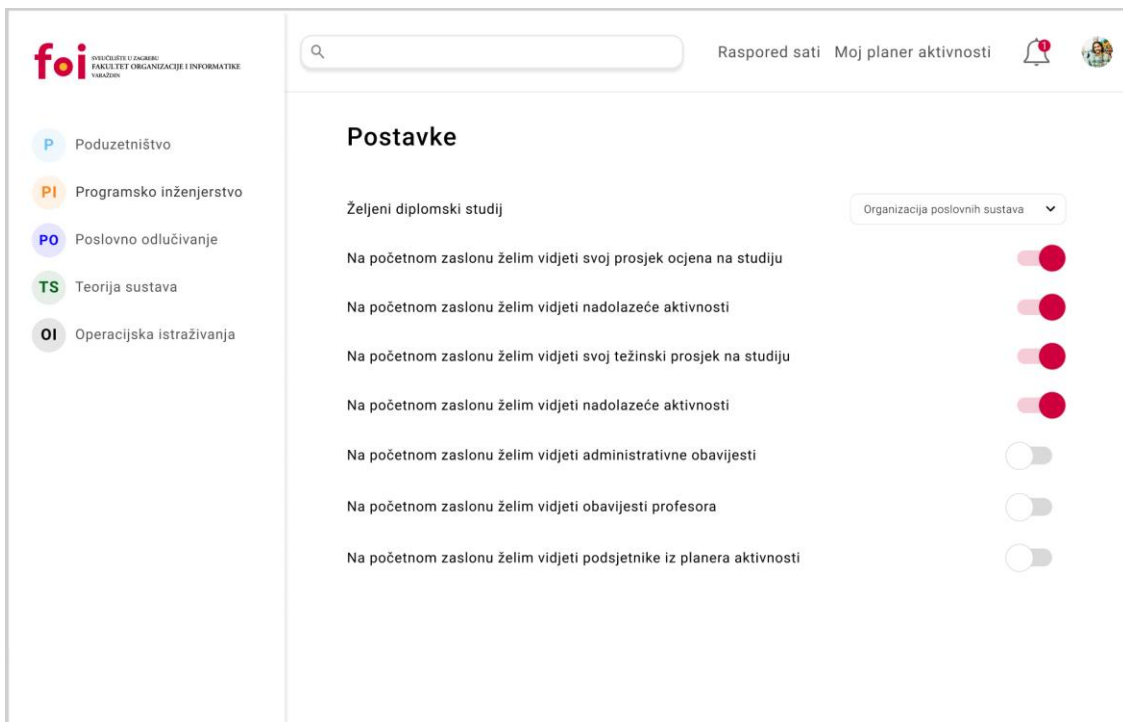 foi
SVEUČILIŠTE U ZAGREBU
FAKULTET ORGANIZACIJE I INFORMATIKE
VARAŽDIN
Raspored sati Moj planer aktivnosti
1
P Poduzetništvo
PI Programsko inženjerstvo
PO Poslovno odlučivanje
TS Teorija sustava
OI Operacijska istraživanja
Postavke
Željeni diplomski studij Organizacija poslovnih sustava
Na početnom zaslonu želim vidjeti svoj prosjek ocjena na studiju
Na početnom zaslonu želim vidjeti nadolazeće aktivnosti
Na početnom zaslonu želim vidjeti svoj težinski prosjek na studiju
Na početnom zaslonu želim vidjeti nadolazeće aktivnosti
Na početnom zaslonu želim vidjeti administrativne obavijesti
Na početnom zaslonu želim vidjeti obavijesti profesora
Na početnom zaslonu želim vidjeti podsjetnike iz planera aktivnosti